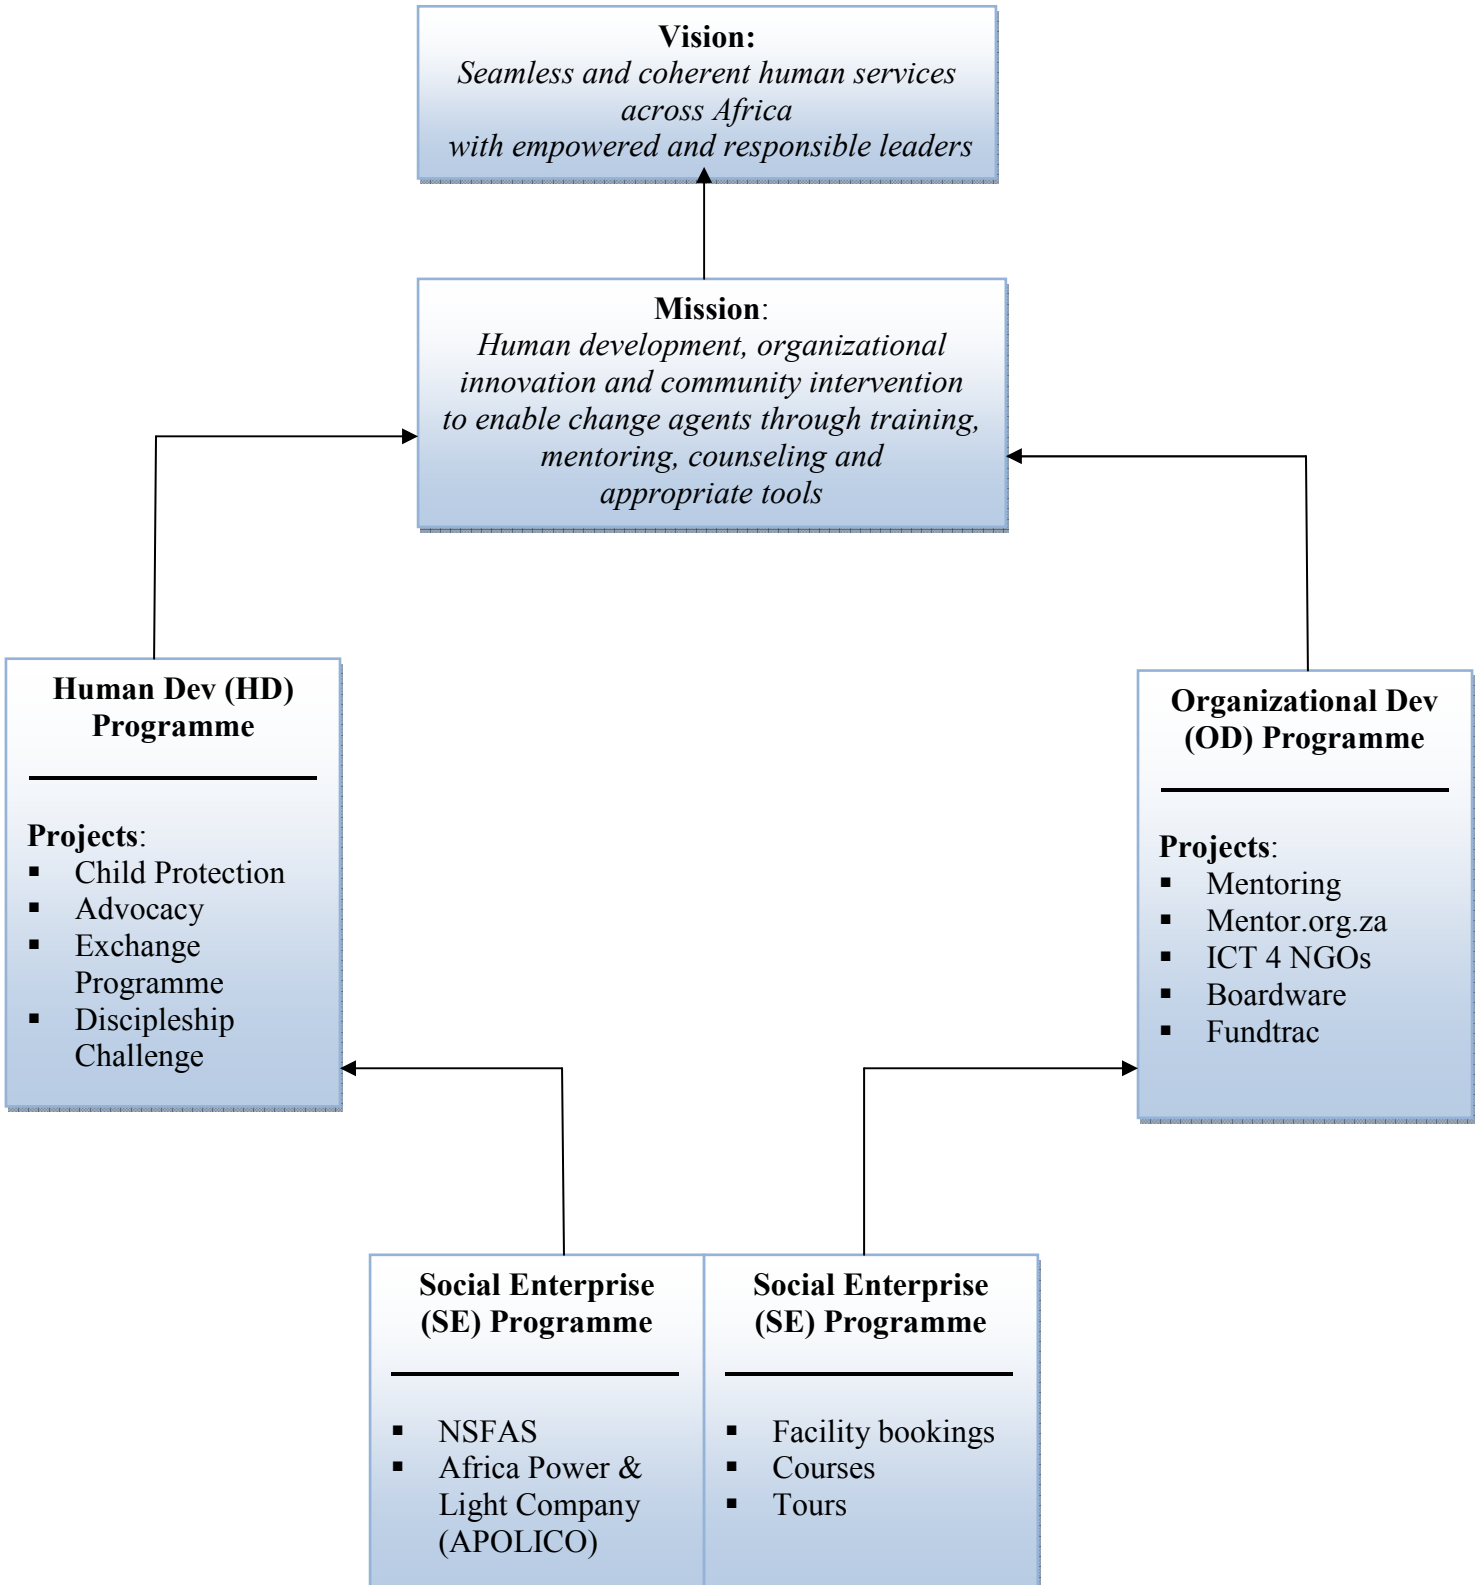 Vision:
Seamless and coherent human services
across Africa
with empowered and responsible leaders
Mission:
Human development, organizational
innovation and community intervention
to enable change agents through training,
mentoring, counseling and
appropriate tools
Human Dev (HD)
Programme
Projects:
▪ Child Protection
▪ Advocacy
▪ Exchange
Programme
▪ Discipleship
Challenge
Organizational Dev
(OD) Programme
Projects:
▪ Mentoring
▪ Mentor.org.za
▪ ICT 4 NGOs
▪ Boardware
▪ Fundtrac
Social Enterprise
(SE) Programme
▪ NSFAS
▪ Africa Power &
Light Company
(APOLICO)
Social Enterprise
(SE) Programme
▪ Facility bookings
▪ Courses
▪ Tours